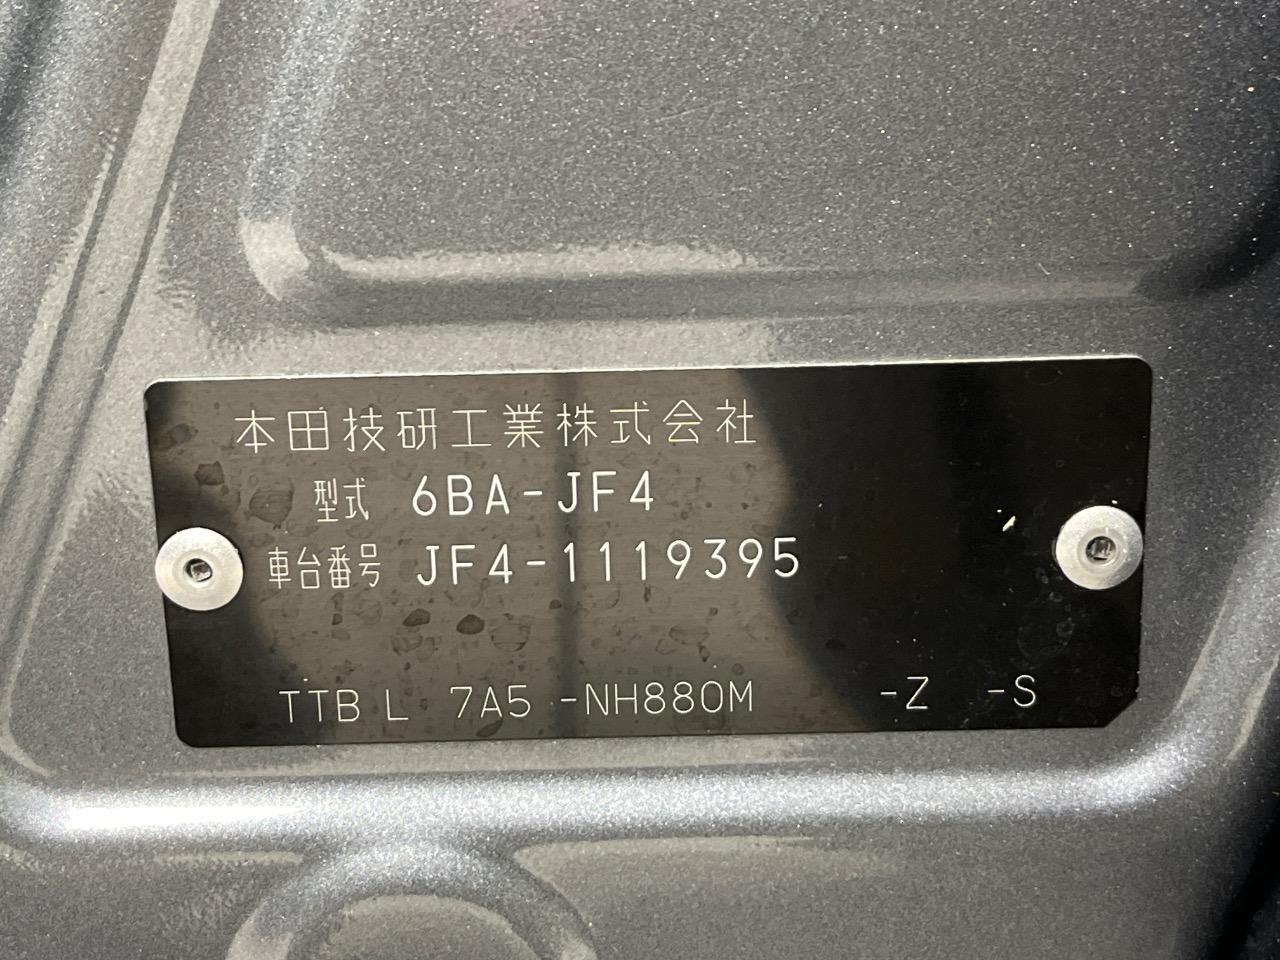 本田技研工業株式会社
型式 6BA-JF4
車台番号 JF4-1119395
TTBL 7A5 -NH880M -Z -S